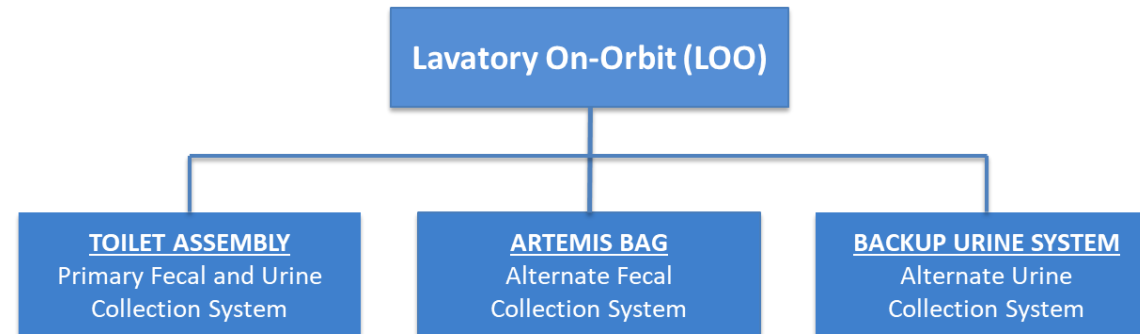 Lavatory On-Orbit (LOO)
TOILET ASSEMBLY
Primary Fecal and Urine
Collection System
ARTEMIS BAG
Alternate Fecal
Collection System
BACKUP URINE SYSTEM
Alternate Urine
Collection System